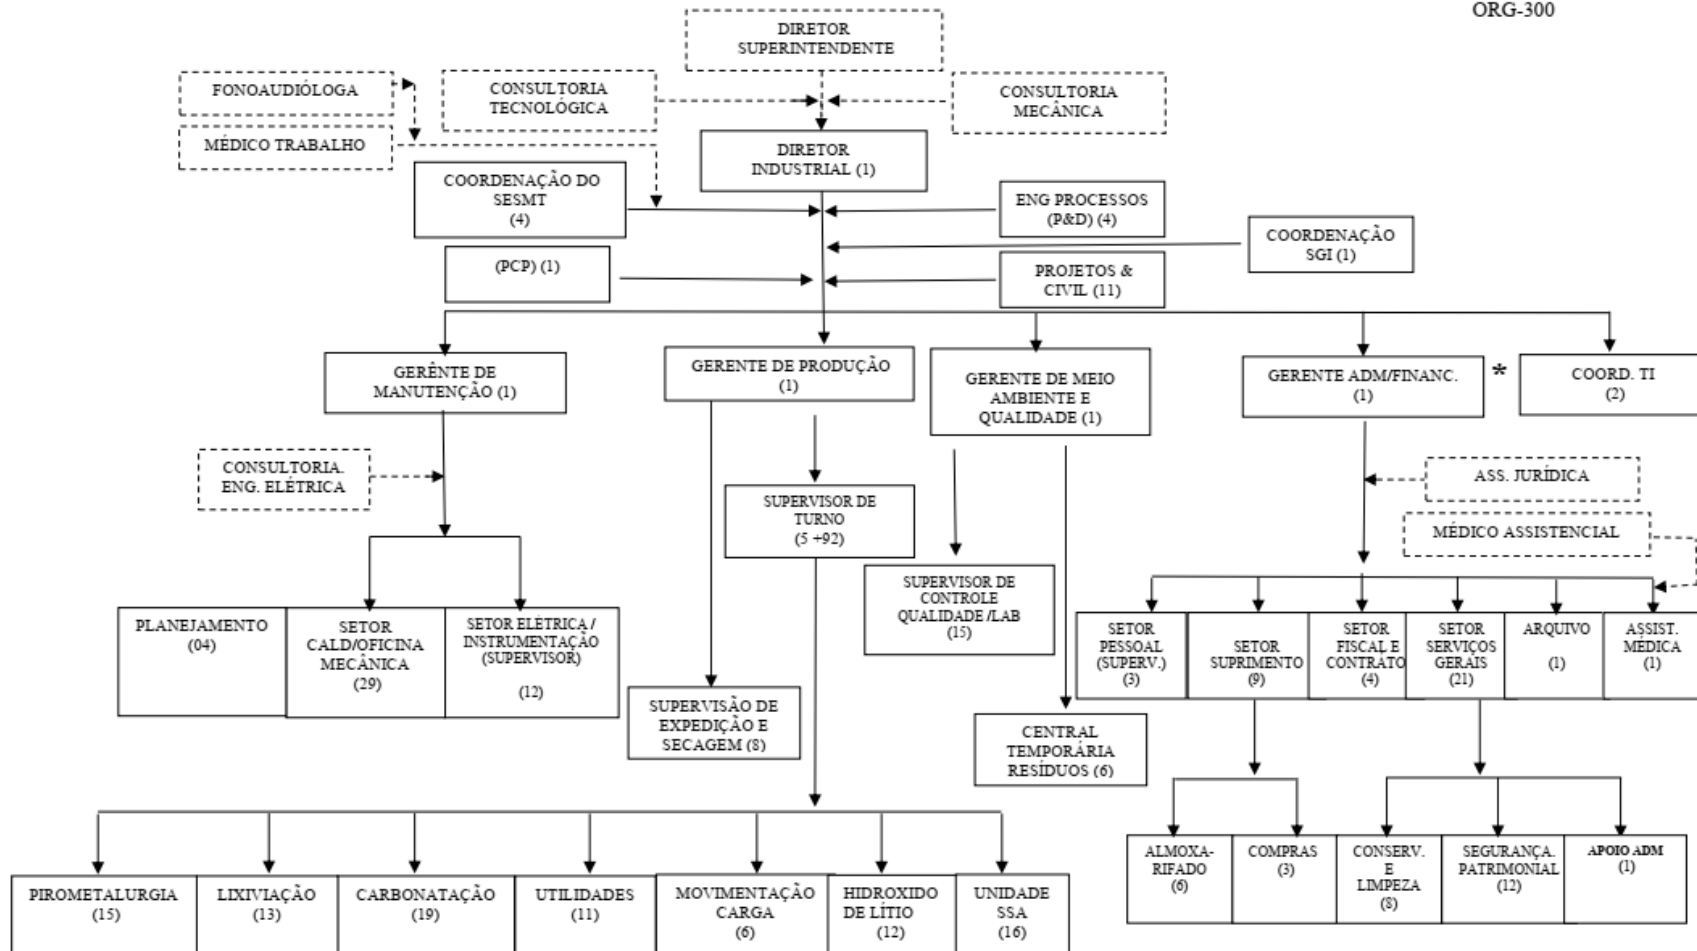 ORG-300
DIRETOR
SUPERINTENDENTE
FONOAUDIÓLOGA
CONSULTORIA
TECNOLÓGICA
CONSULTORIA
MECÂNICA
MÉDICO TRABALHO
DIRETOR
INDUSTRIAL (1)
COORDENAÇÃO DO
SESMT
(4)
ENG PROCESSOS
(P&D) (4)
COORDENAÇÃO
SGI (1)
(PCP) (1)
PROJETOS &
CIVIL (11)
GERÊNTE DE
MANUTENÇÃO (1)
GERENTE DE PRODUÇÃO
(1)
GERENTE DE MEIO
AMBIENTE E
QUALIDADE (1)
GERENTE ADM/FINANC.
(1)
*
COORD. TI
(2)
CONSULTORIA.
ENG. ELÉTRICA
ASS. JURÍDICA
SUPERVISOR DE
TURNO
(5 +92)
MÉDICO ASSISTENCIAL
SUPERVISOR DE
CONTROLE
QUALIDADE /LAB
(15)
PLANEJAMENTO
(04)
SETOR
CALD/OFICINA
MECÂNICA
(29)
SETOR ELÉTRICA /
INSTRUMENTAÇÃO
(SUPERVISOR)
(12)
SETOR
PESSOAL
(SUPERV.)
(3)
SETOR
SUPRIMENTO
(9)
SETOR
FISCAL E
CONTRATO
(4)
SETOR
SERVIÇOS
GERAIS
(21)
ARQUIVO
(1)
ASSIST.
MÉDICA
(1)
SUPERVISÃO DE
EXPEDIÇÃO E
SECAGEM (8)
CENTRAL
TEMPORÁRIA
RESÍDUOS (6)
ALMOXA-
RIFADO
(6)
COMPRAS
(3)
CONSERV.
E
LIMPEZA
(8)
SEGURANÇA.
PATRIMONIAL
(12)
APOIO ADM
(1)
PIROMETALURGIA
(15)
LIXIVIAÇÃO
(13)
CARBONATAÇÃO
(19)
UTILIDADES
(11)
MOVIMENTAÇÃO
CARGA
(6)
HIDROXIDO
DE LÍTIO
(12)
UNIDADE
SSA
(16)